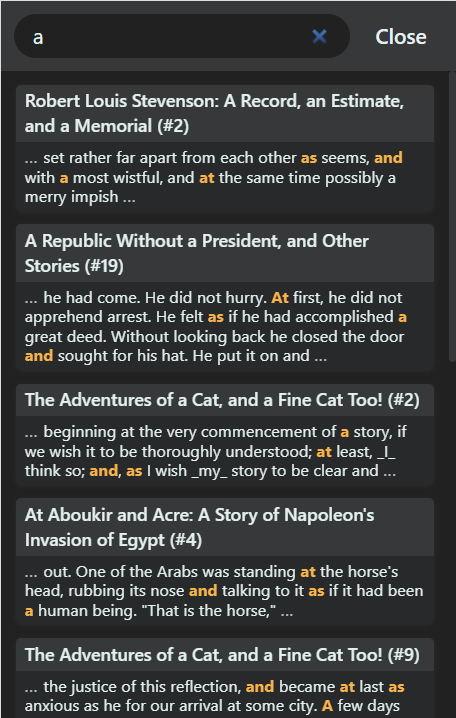 a
Close
Robert Louis Stevenson: A Record, an Estimate,
and a Memorial (#2)
... set rather far apart from each other as seems, and
with a most wistful, and at the same time possibly a
merry impish ...
A Republic Without a President, and Other
Stories (#19)
... he had come. He did not hurry. At first, he did not
apprehend arrest. He felt as if he had accomplished a
great deed. Without looking back he closed the door
and sought for his hat. He put it on and ...
The Adventures of a Cat, and a Fine Cat Too! (#2)
... beginning at the very commencement of a story, if
we wish it to be thoroughly understood; at least, _I_
think so; and, as I wish _my_ story to be clear and ...
At Aboukir and Acre: A Story of Napoleon's
Invasion of Egypt (#4)
... out. One of the Arabs was standing at the horse's
head, rubbing its nose and talking to it as if it had been
a human being. "That is the horse," ...
The Adventures of a Cat, and a Fine Cat Too! (#9)
... the justice of this reflection, and became at last as
anxious as he for our arrival at some city. A few days